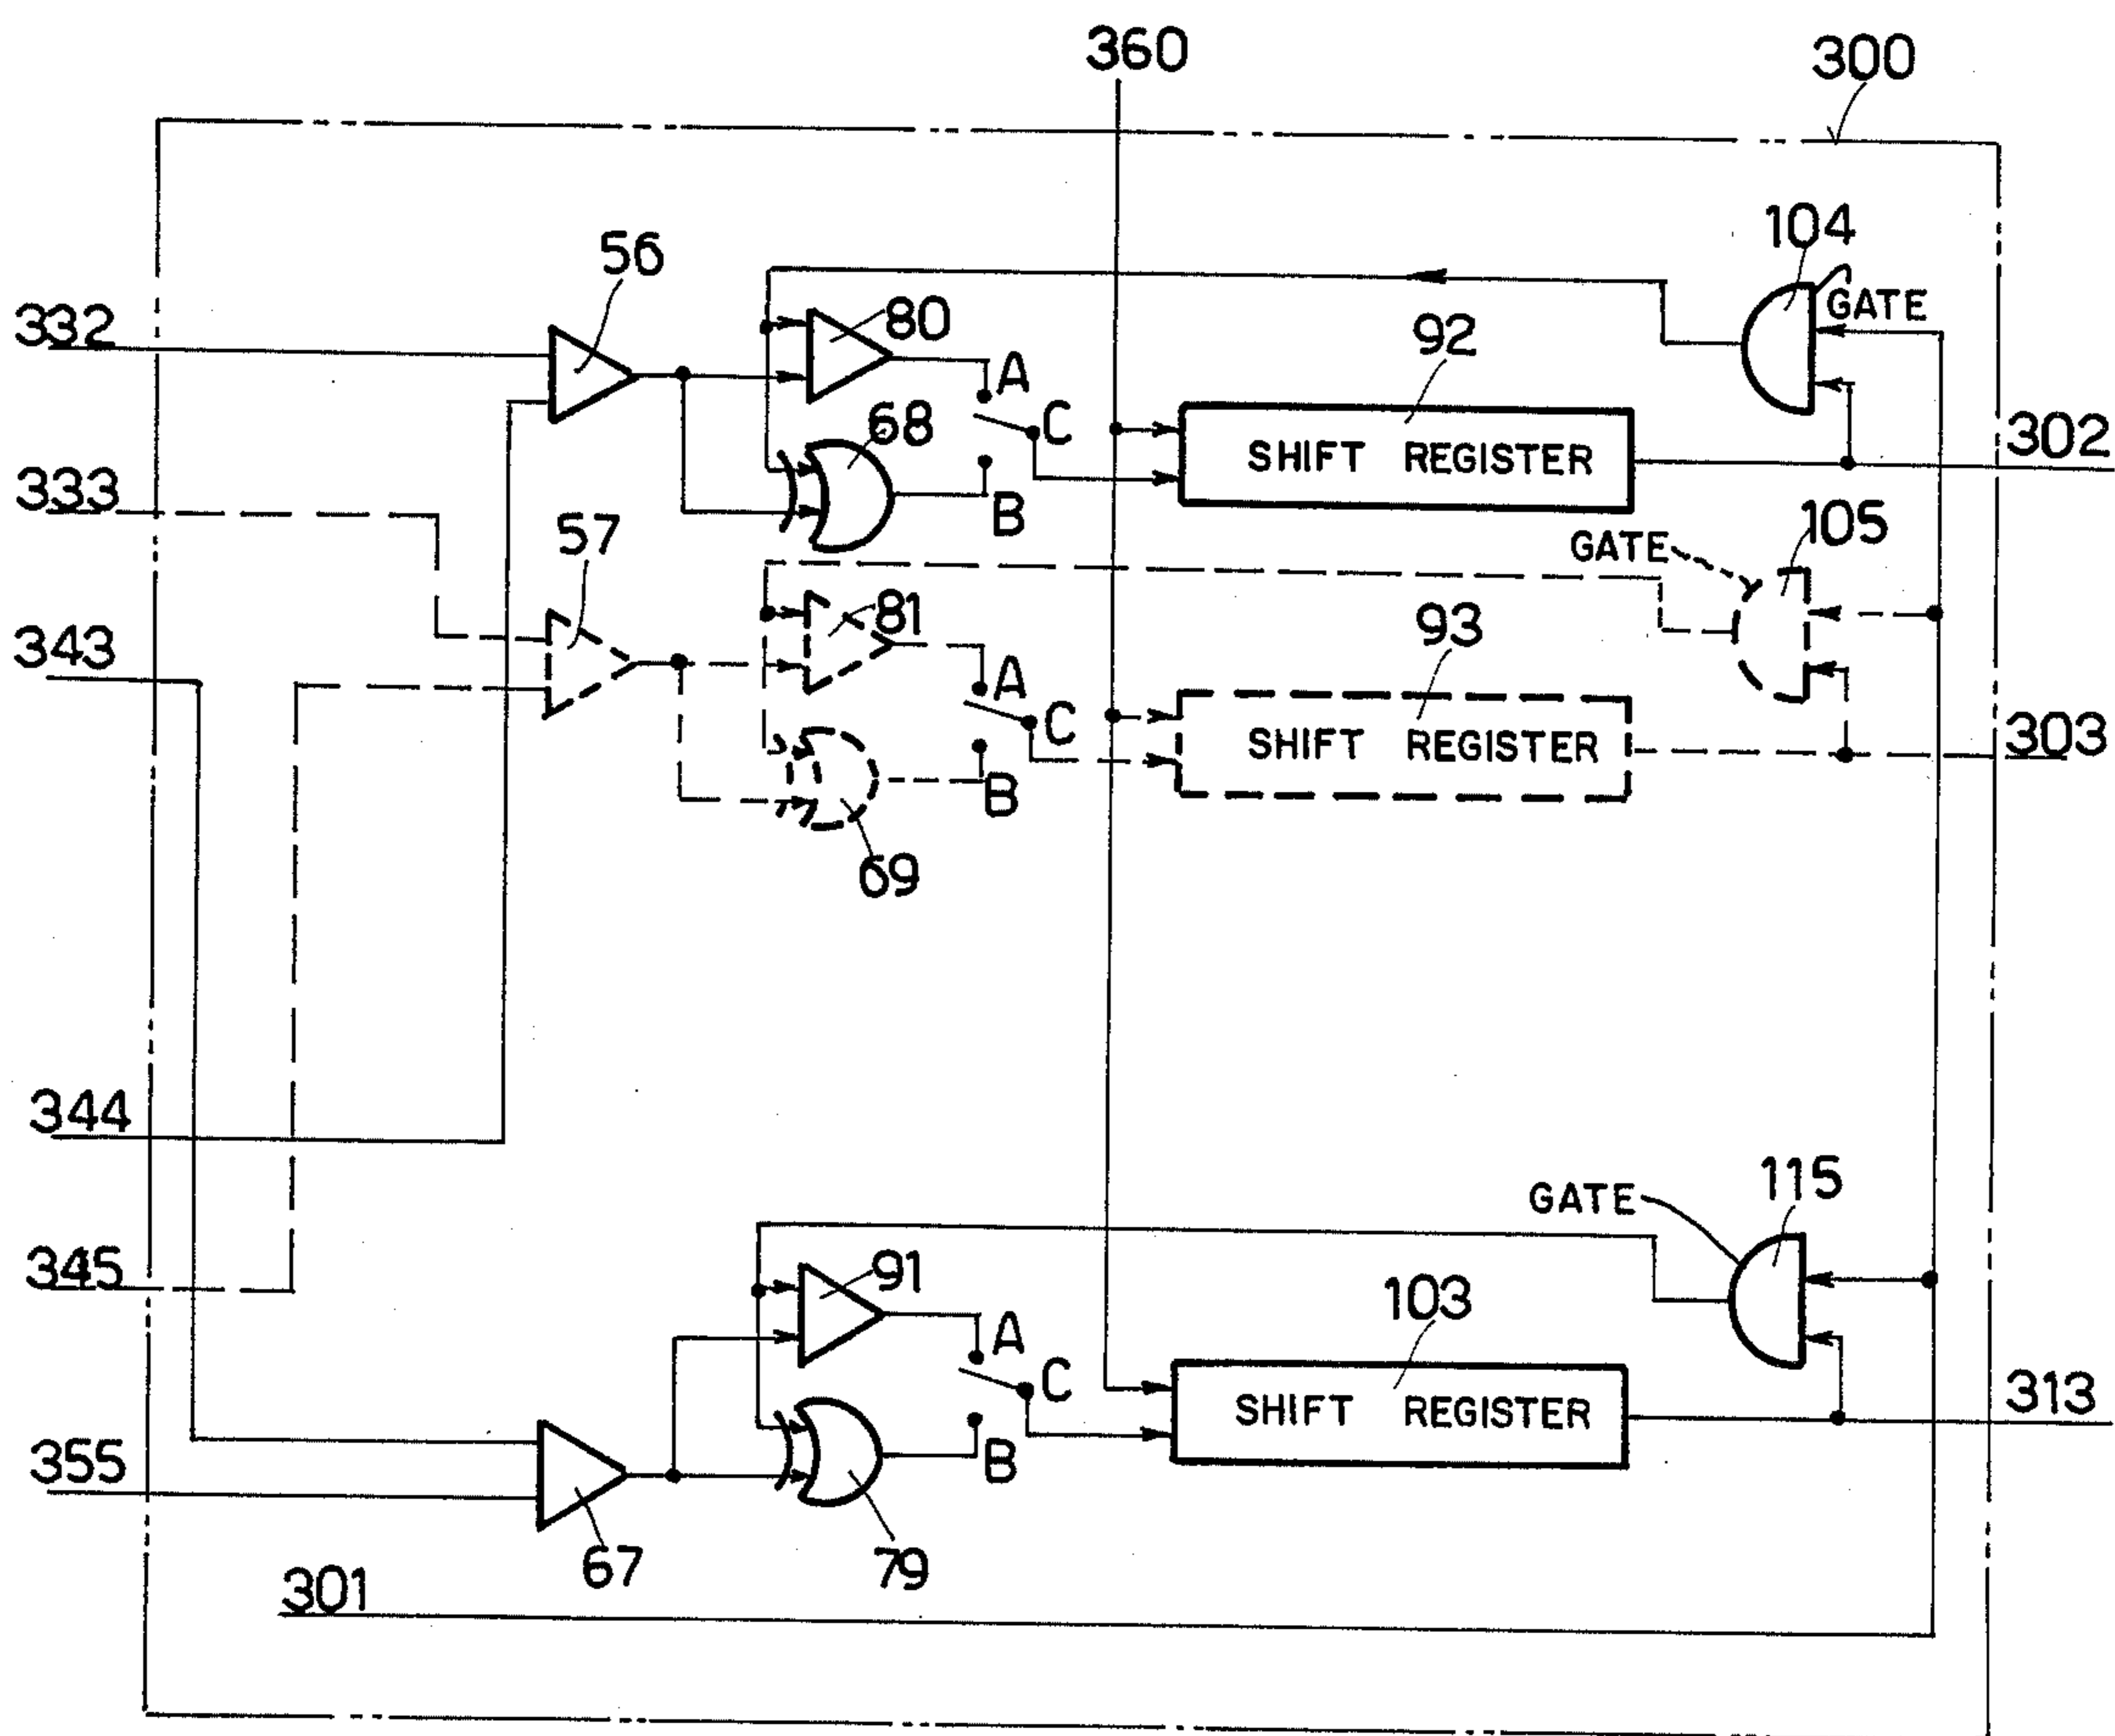 360
300
104
56
GATE
332
80
92
A
C
68
302
SHIFT REGISTER
333
B
105
57
GATE
81
93
343
A
C
303
SHIFT REGISTER
B
69
344
115
GATE
345
91
103
A
C
313
SHIFT REGISTER
355
B
67
79
301